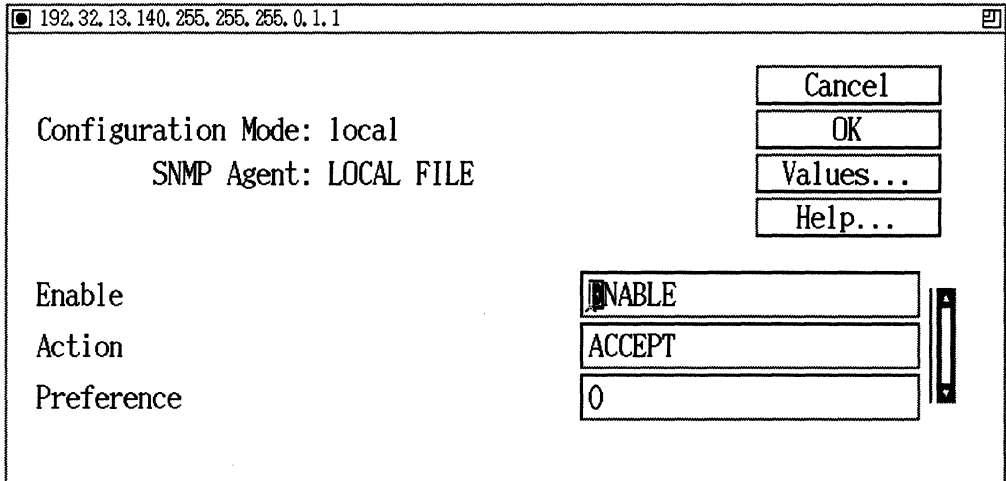 192.32.13.140.255.255.255.0.1.1
Cancel
Configuration Mode: local
OK
SNMP Agent: LOCAL FILE
Values...
Help...
Enable
ENABLE
Action
ACCEPT
Preference
0